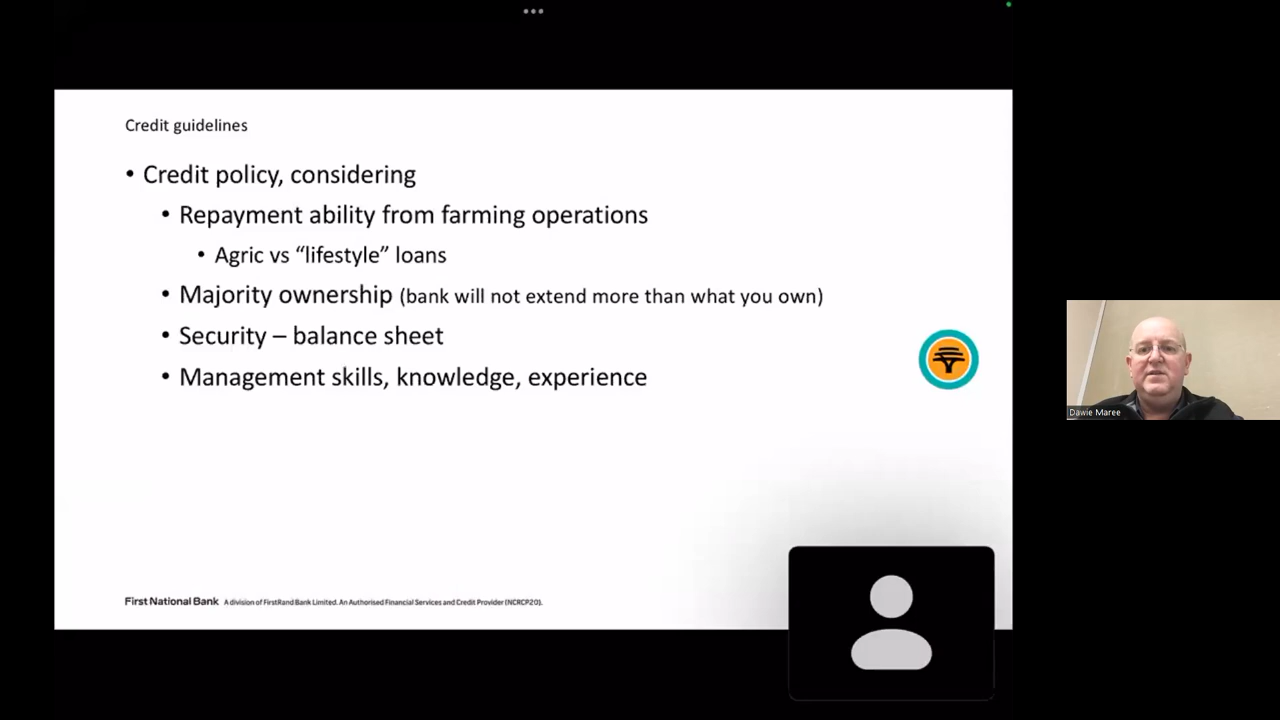 Credit guidelines
• Credit policy, considering
• Repayment ability from farming operations
• Agric vs “lifestyle” loans
• Majority ownership (bank will not extend more than what you own)
• Security – balance sheet
• Management skills, knowledge, experience
Dawie Maree
First National Bank A division of FirstRand Bank Limited. An Authorised Financial Services and Credit Provider (NCRCP20).